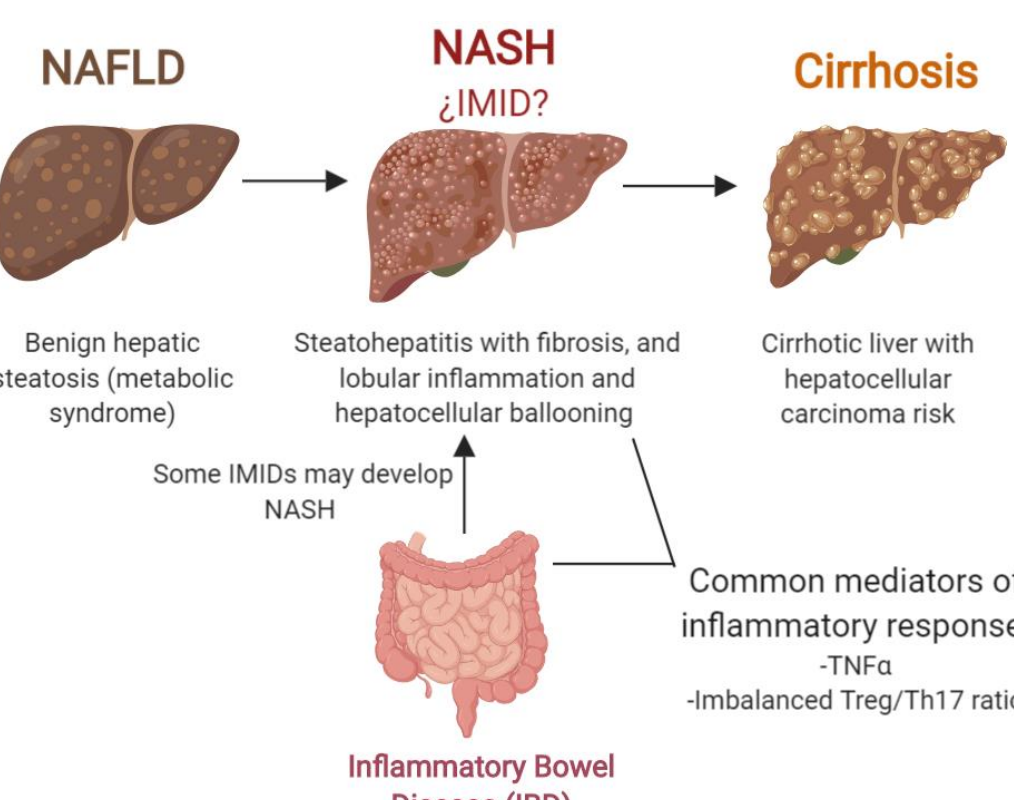 NAFLD
NASH
¿IMID?
Cirrhosis
Benign hepatic
steatosis (metabolic
syndrome)
Steatohepatitis with fibrosis, and
lobular inflammation and
hepatocellular ballooning
Cirrhotic liver with
hepatocellular
carcinoma risk
Some IMIDs may develop
NASH
Common mediators of
inflammatory response
-TNFα
-Imbalanced Treg/Th17 ratio
Inflammatory Bowel
Disease (IBD)